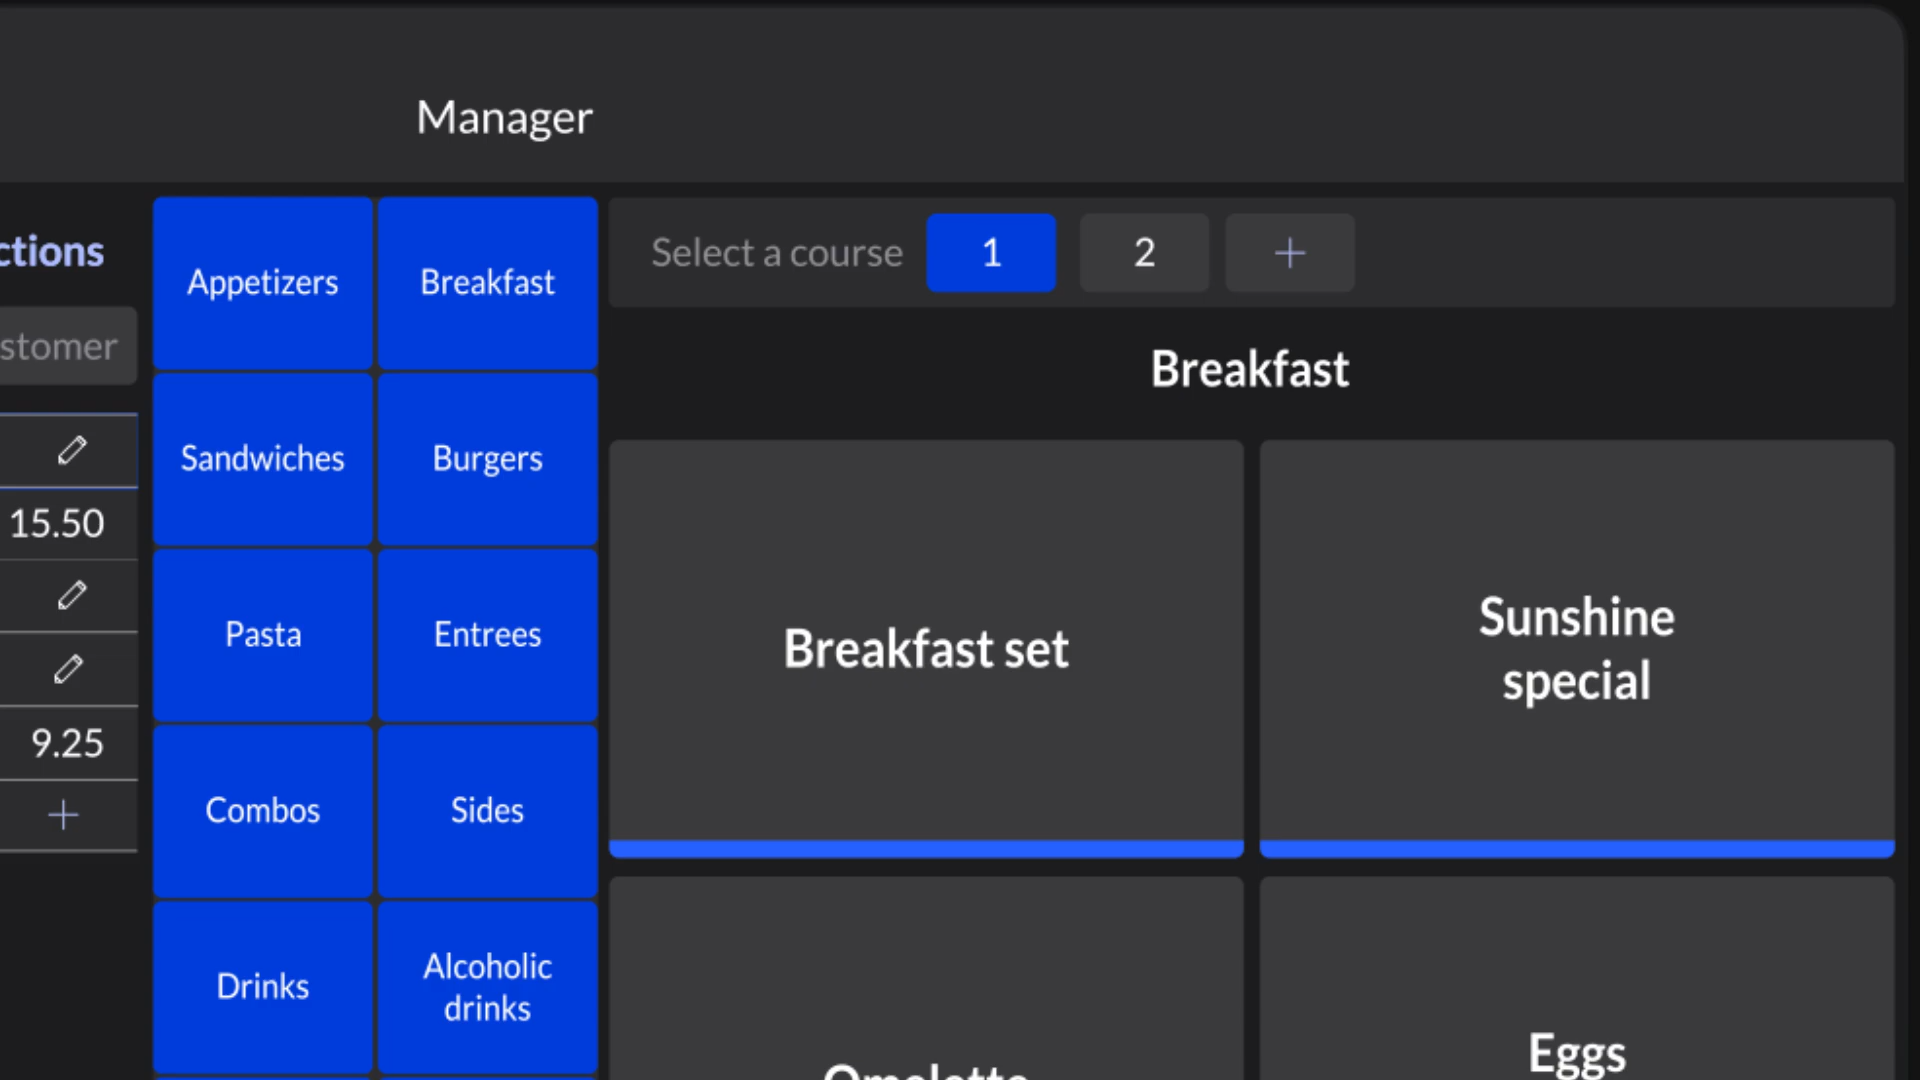 Manager
ctions
stomer
15.50
9.25
Appetizers
Breakfast
Sandwiches
Burgers
Pasta
Entrees
Combos
Sides
Drinks
Alcoholic
drinks
Select a course
1
2
+
Breakfast
Breakfast set
Sunshine
special
Omelette
Eggs